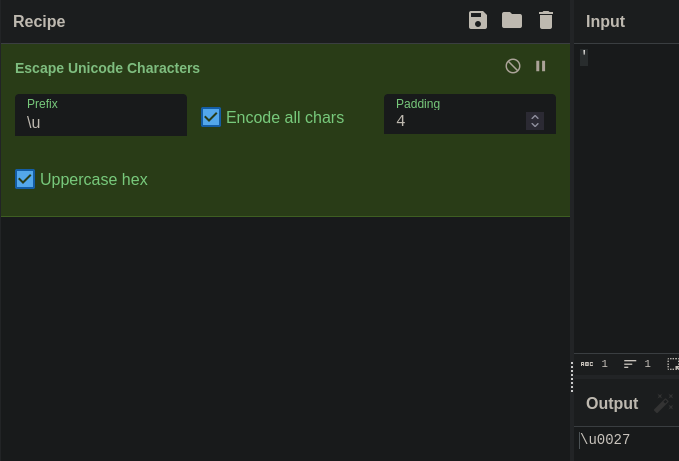 Recipe
Input
Escape Unicode Characters
'
Prefix
\u
Encode all chars
Padding
4
Uppercase hex
ABC 1
1
Output
\u0027